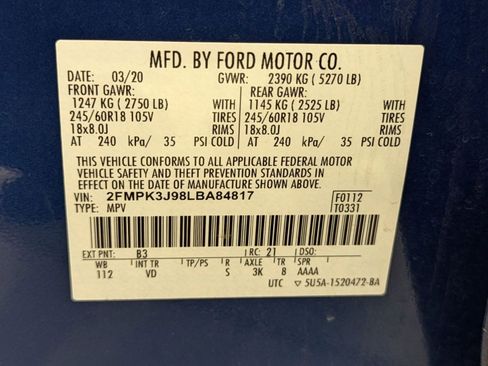 MFD. BY FORD MOTOR CO.
DATE: 03/20 GVWR: 2390 KG ( 5270 LB)
FRONT GAWR: REAR GAWR:
1247 KG ( 2750 LB) WITH 1145 KG ( 2525 LB) WITH
245/60R18 105V TIRES 245/60R18 105V TIRES
18x8.0J RIMS 18x8.0J RIMS
AT 240 kPa/ 35 PSI COLD AT 240 kPa/ 35 PSI COLD
THIS VEHICLE CONFORMS TO ALL APPLICABLE FEDERAL MOTOR
VEHICLE SAFETY AND THEFT PREVENTION STANDARDS IN EFFECT
ON THE DATE OF MANUFACTURE SHOWN ABOVE.
VIN: 2FMPK3J98LBA84817 F0112
TYPE: MPV T0331
EXT PNT: B3 RC: 21 DSO:
WB INT TR TP/PS R AXLE TR SPR
112 VD S 3K 8 AAAA
UTC ▽ 5U5A-1520472-BA